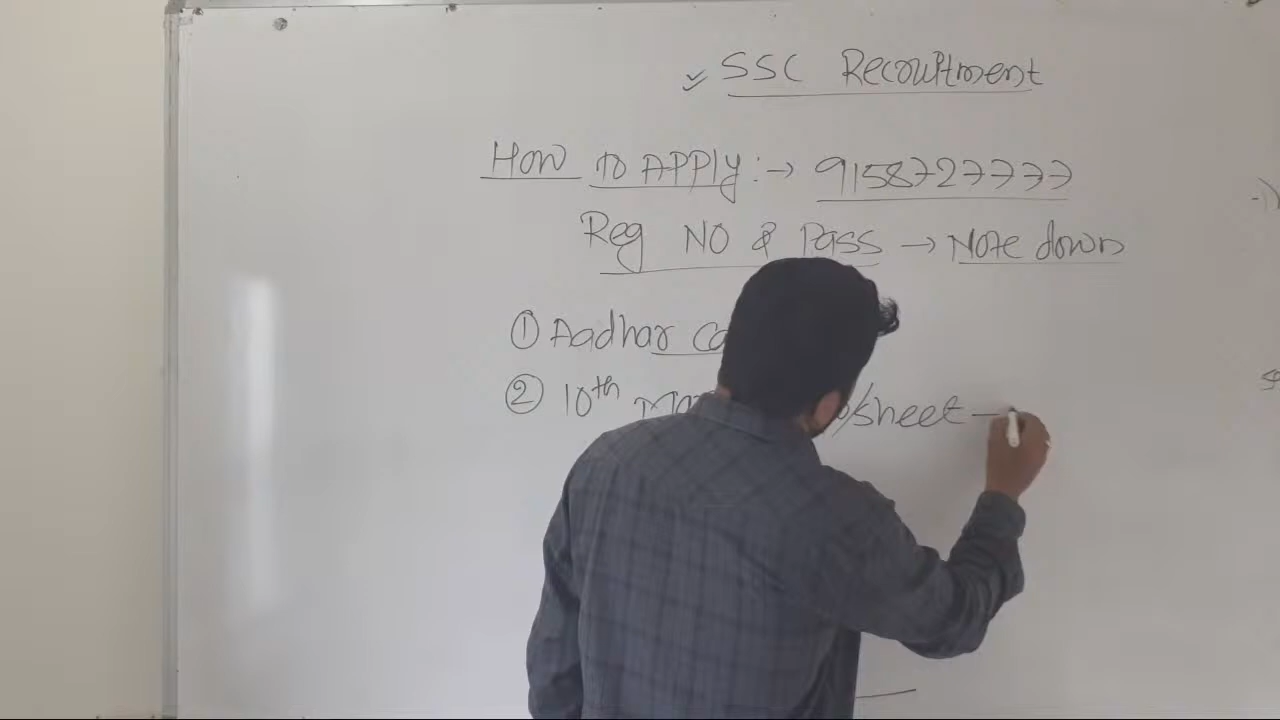 SSC Recruitment
How to APPly :→ 9158727777
Reg NO & Pass → Note down
① Aadhar
② 10th /sheet –